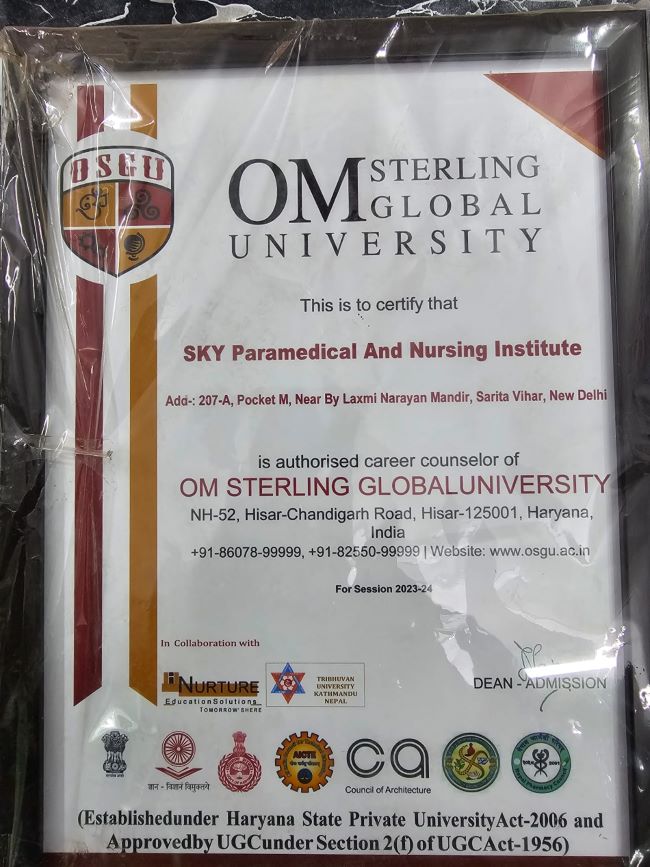 OSGU
OM STERLING
GLOBAL
UNIVERSITY
This is to certify that
SKY Paramedical And Nursing Institute
Add-: 207-A, Pocket M, Near By Laxmi Narayan Mandir, Sarita Vihar, New Delhi
is authorised career counselor of
OM STERLING GLOBALUNIVERSITY
NH-52, Hisar-Chandigarh Road, Hisar-125001, Haryana,
India
+91-86078-99999, +91-82550-99999 | Website: www.osgu.ac.in
For Session 2023-24
In Collaboration with
iNURTURE
EducationSolutions
TOMORROW'SHERE
TRIBHUVAN
UNIVERSITY
KATHMANDU
NEPAL
DEAN - ADMISSION
AICTE
ca
Council of Architecture
ज्ञान - विज्ञान विमुक्तये
(Establishedunder Haryana State Private UniversityAct-2006 and
Approvedby UGCunder Section 2(f) of UGCAct-1956)